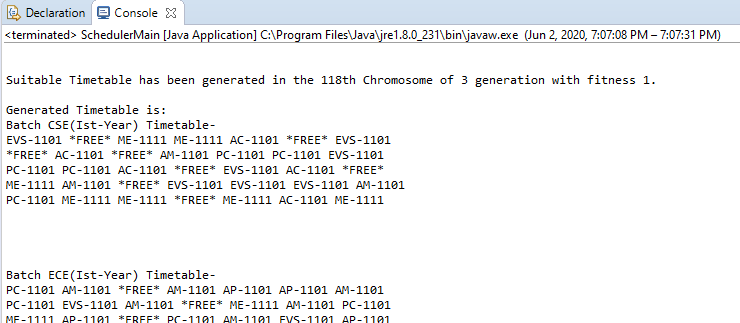 Declaration Console
<terminated> SchedulerMain [Java Application] C:\Program Files\Java\jre1.8.0_231\bin\javaw.exe (Jun 2, 2020, 7:07:08 PM – 7:07:31 PM)
Suitable Timetable has been generated in the 118th Chromosome of 3 generation with fitness 1.
Generated Timetable is:
Batch CSE(Ist-Year) Timetable-
EVS-1101 *FREE* ME-1111 ME-1111 AC-1101 *FREE* EVS-1101
*FREE* AC-1101 *FREE* AM-1101 PC-1101 PC-1101 EVS-1101
PC-1101 PC-1101 AC-1101 *FREE* EVS-1101 AC-1101 *FREE*
ME-1111 AM-1101 *FREE* EVS-1101 EVS-1101 EVS-1101 AM-1101
PC-1101 ME-1111 ME-1111 *FREE* ME-1111 AC-1101 ME-1111
Batch ECE(Ist-Year) Timetable-
PC-1101 AM-1101 *FREE* AM-1101 AP-1101 AP-1101 AM-1101
PC-1101 EVS-1101 AM-1101 *FREE* ME-1111 AM-1101 PC-1101
ME-1111 AP-1101 *FREE* PC-1101 AM-1101 EVS-1101 AP-1101